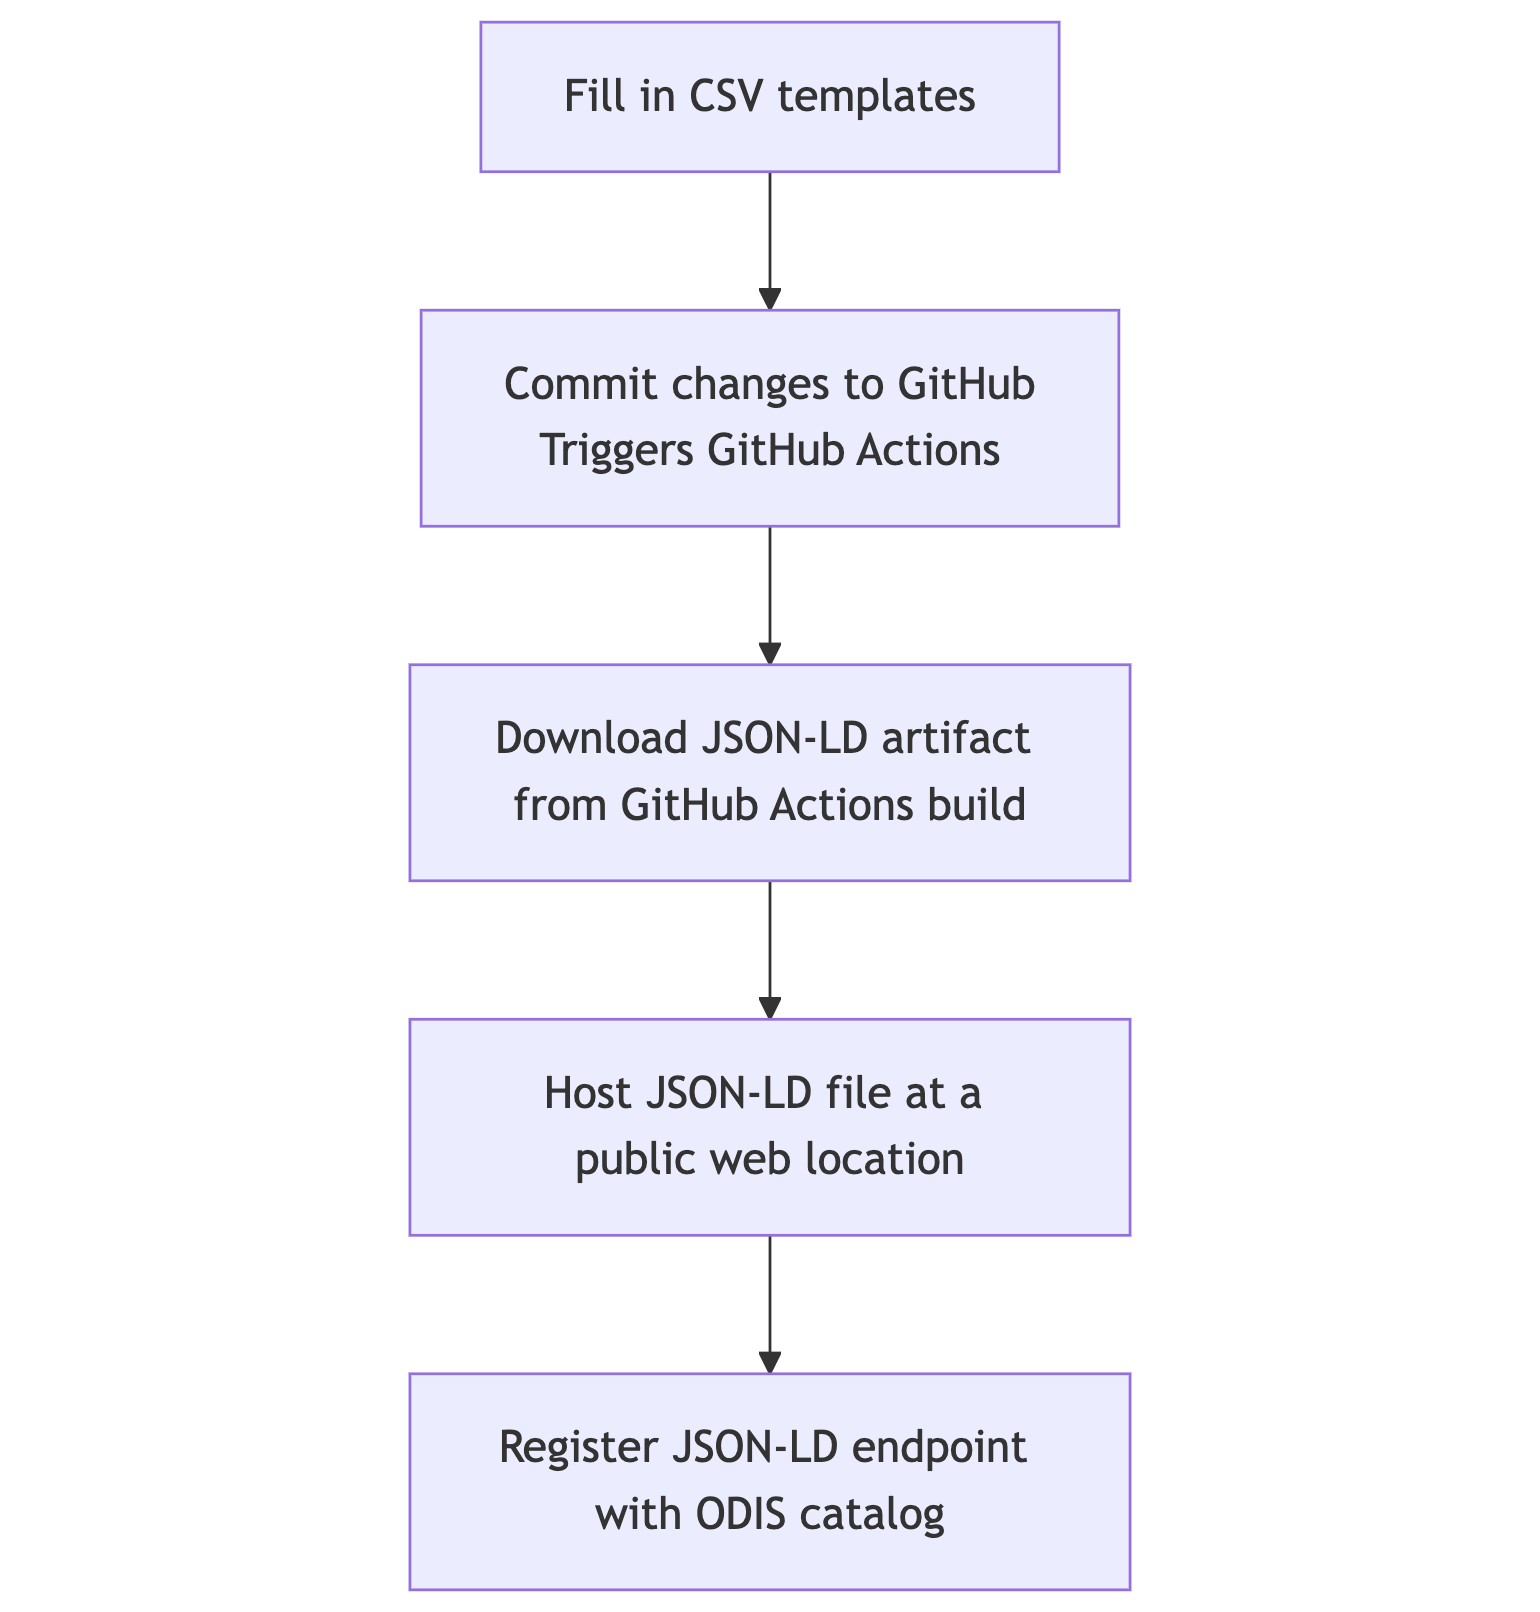 Fill in CSV templates
Commit changes to GitHub
Triggers GitHub Actions
Download JSON-LD artifact
from GitHub Actions build
Host JSON-LD file at a
public web location
Register JSON-LD endpoint
with ODIS catalog